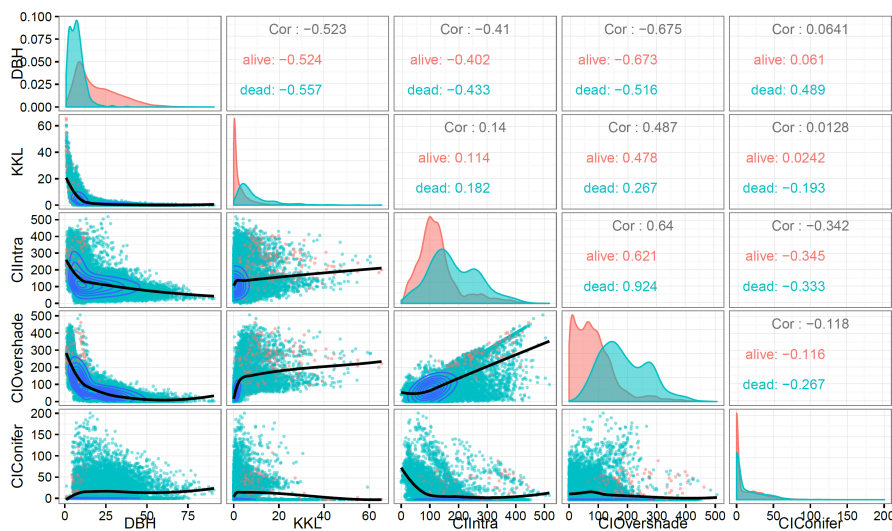 0.100
0.075
0.050
0.025
0.000
DBH
Cor : −0.523
alive: −0.524
dead: −0.557
Cor : −0.41
alive: −0.402
dead: −0.433
Cor : −0.675
alive: −0.673
dead: −0.516
Cor : 0.0641
alive: 0.061
dead: 0.489
60
40
20
0
KKL
Cor : 0.14
alive: 0.114
dead: 0.182
Cor : 0.487
alive: 0.478
dead: 0.267
Cor : 0.0128
alive: 0.0242
dead: −0.193
500
400
300
200
100
0
CIIntra
Cor : 0.64
alive: 0.621
dead: 0.924
Cor : −0.342
alive: −0.345
dead: −0.333
500
400
300
200
100
0
CIOvershade
Cor : −0.118
alive: −0.116
dead: −0.267
200
150
100
50
0
CIConifer
0 25 50 75
0 20 40 60
0 100 200 300 400 500
0 100 200 300 400 500
0 50 100 150 200
DBH KKL CIIntra CIOvershade CIConifer